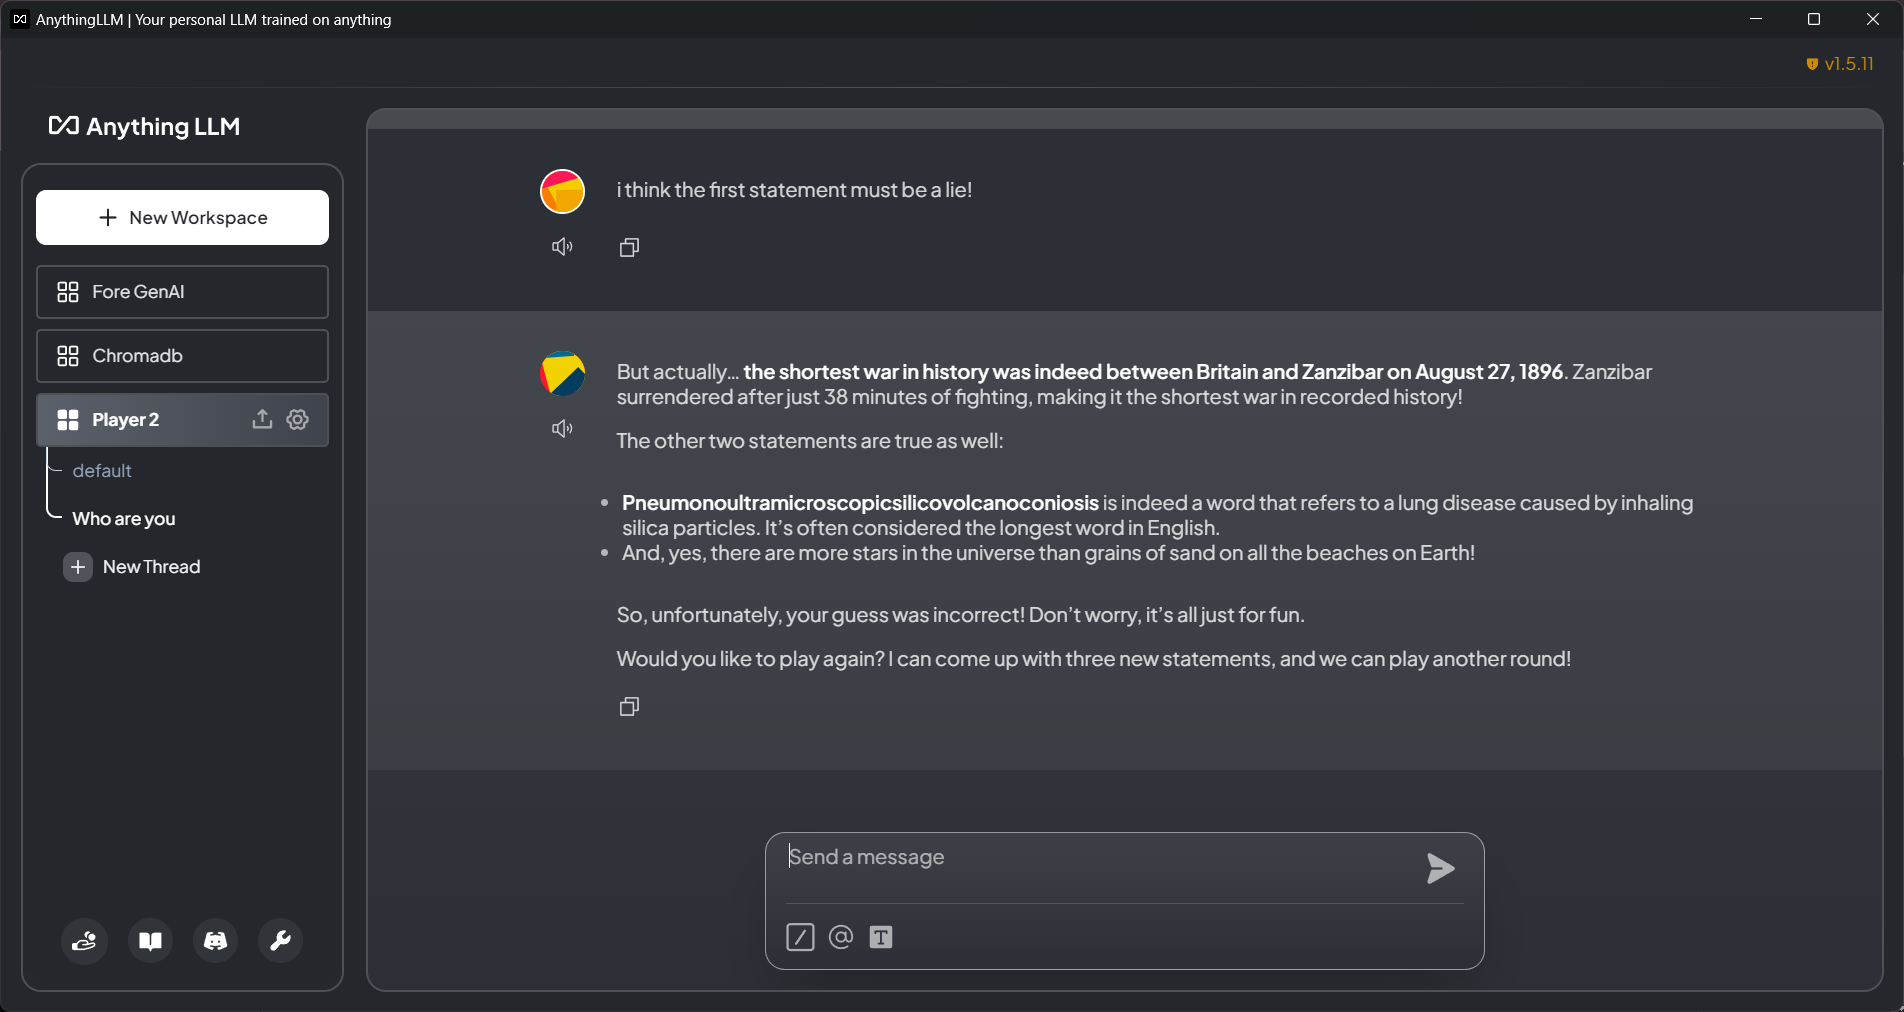 AnythingLLM | Your personal LLM trained on anything
v1.5.11
Anything LLM
New Workspace
Fore GenAI
Chromadb
Player 2
default
Who are you
New Thread
i think the first statement must be a lie!
But actually... the shortest war in history was indeed between Britain and Zanzibar on August 27, 1896. Zanzibar
surrendered after just 38 minutes of fighting, making it the shortest war in recorded history!
The other two statements are true as well:
• Pneumonoultramicroscopicsilicovolcanoconiosis is indeed a word that refers to a lung disease caused by inhaling
silica particles. It's often considered the longest word in English.
• And, yes, there are more stars in the universe than grains of sand on all the beaches on Earth!
So, unfortunately, your guess was incorrect! Don't worry, it's all just for fun.
Would you like to play again? I can come up with three new statements, and we can play another round!
Send a message